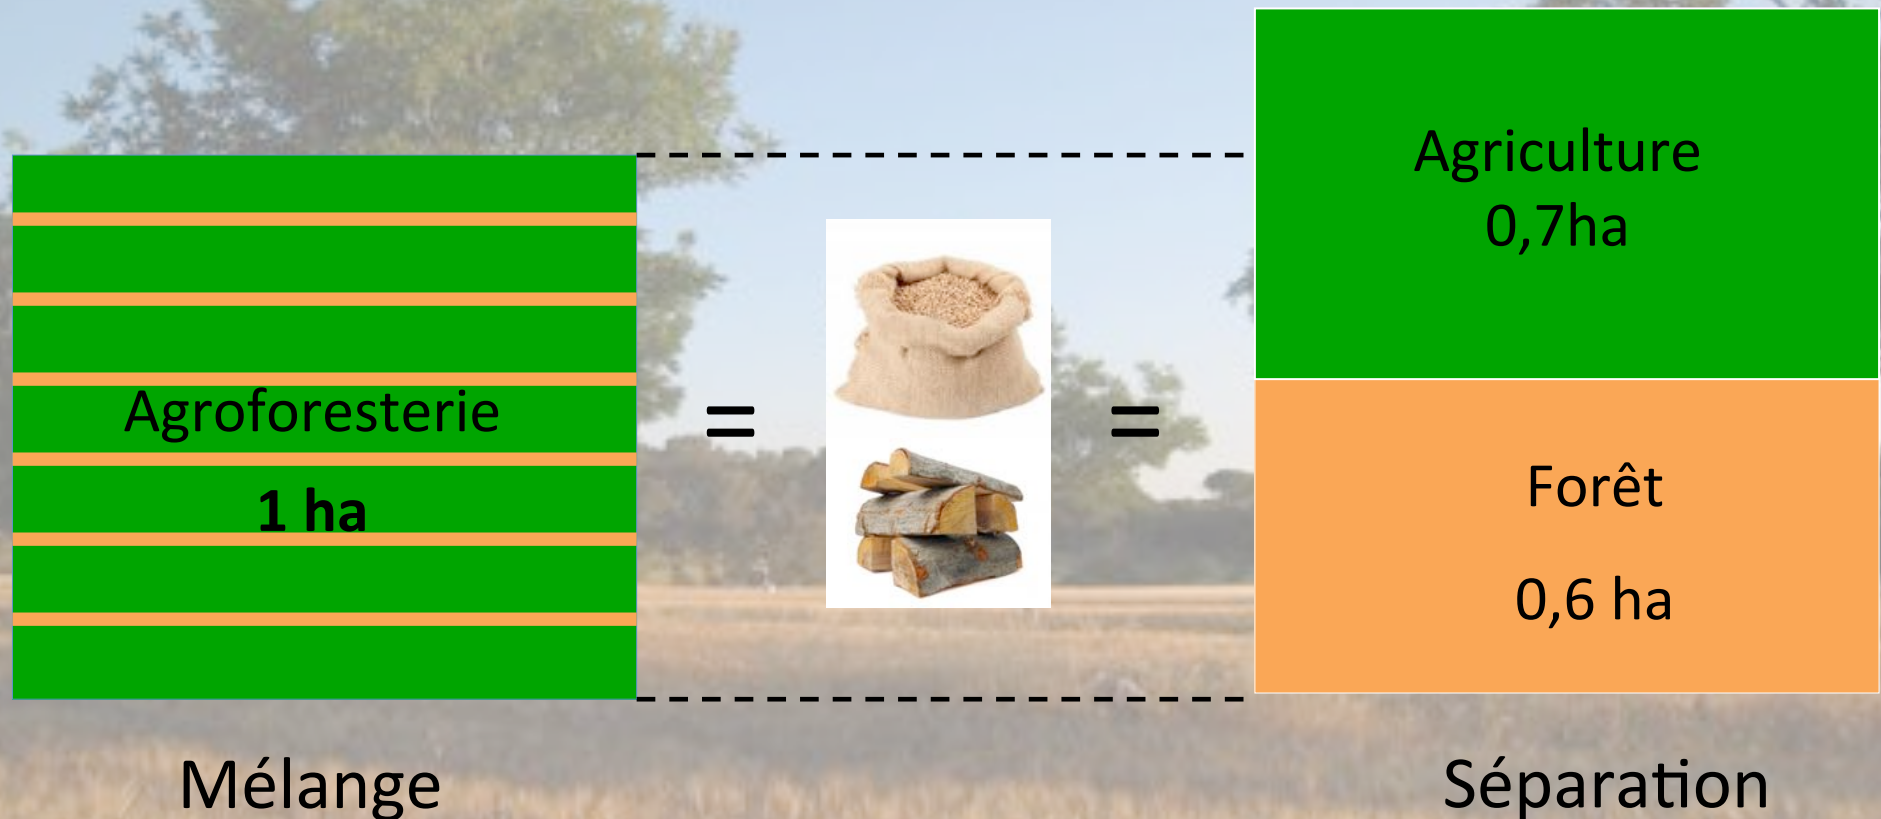 Agroforesterie
1 ha
Mélange
=
=
Agriculture
0,7ha
Forêt
0,6 ha
Séparation